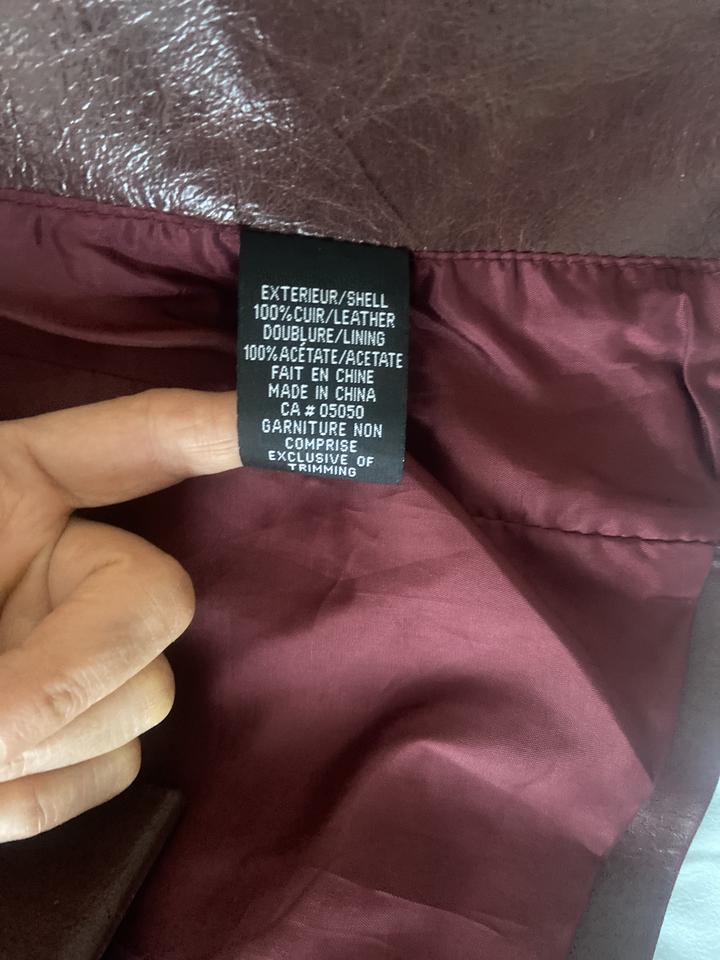 EXTERIEUR/SHELL
100%CUIR/LEATHER
DOUBLURE/LINING
100%ACÉTATE/ACETATE
FAIT EN CHINE
MADE IN CHINA
CA # 05050
GARNITURE NON
COMPRISE
EXCLUSIVE OF
TRIMMING